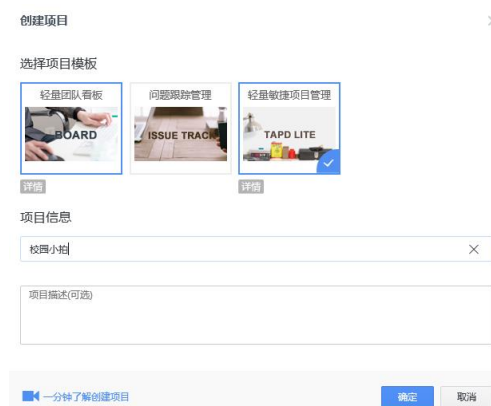 创建项目
选择项目模板
轻量团队看板
问题跟踪管理
轻量敏捷项目管理
BOARD
ISSUE TRACK
TAPD LITE
详情
详情
项目信息
校园小拍
项目描述(可选)
一分钟了解创建项目
确定
取消